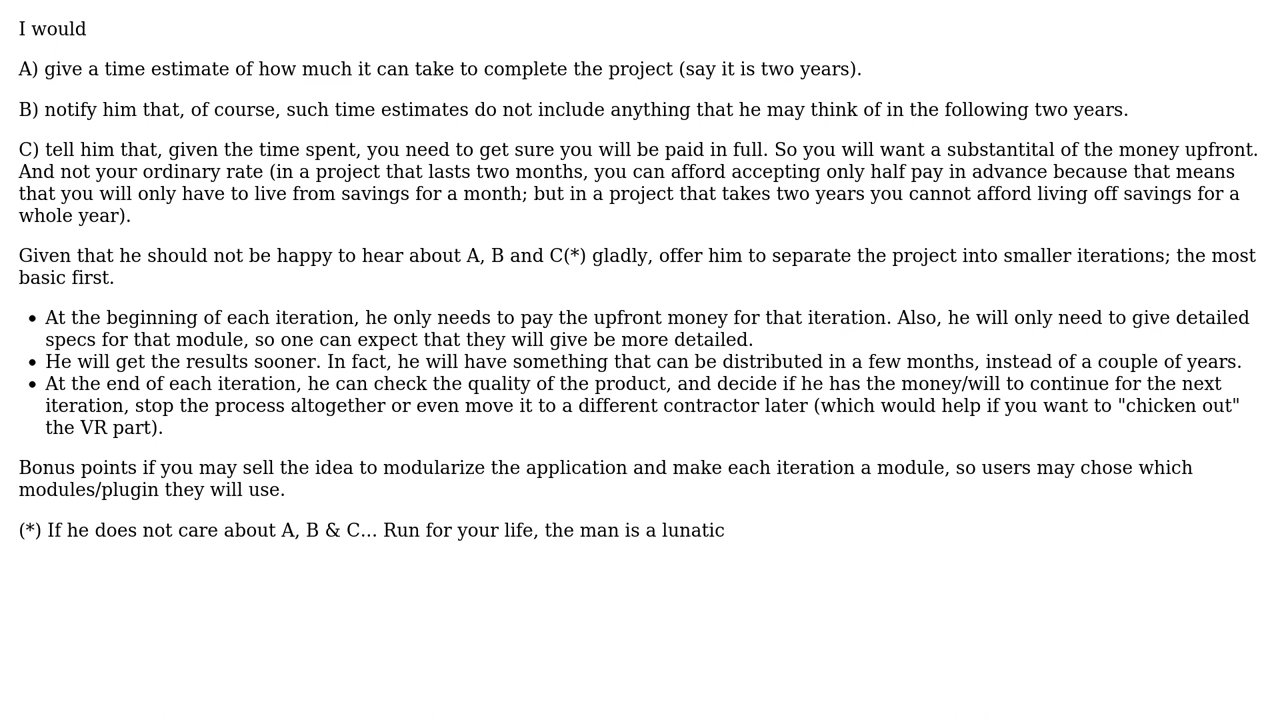 I would
A) give a time estimate of how much it can take to complete the project (say it is two years).
B) notify him that, of course, such time estimates do not include anything that he may think of in the following two years.
C) tell him that, given the time spent, you need to get sure you will be paid in full. So you will want a substantital of the money upfront.
And not your ordinary rate (in a project that lasts two months, you can afford accepting only half pay in advance because that means
that you will only have to live from savings for a month; but in a project that takes two years you cannot afford living off savings for a
whole year).
Given that he should not be happy to hear about A, B and C(*) gladly, offer him to separate the project into smaller iterations; the most
basic first.
• At the beginning of each iteration, he only needs to pay the upfront money for that iteration. Also, he will only need to give detailed
specs for that module, so one can expect that they will give be more detailed.
• He will get the results sooner. In fact, he will have something that can be distributed in a few months, instead of a couple of years.
• At the end of each iteration, he can check the quality of the product, and decide if he has the money/will to continue for the next
iteration, stop the process altogether or even move it to a different contractor later (which would help if you want to "chicken out"
the VR part).
Bonus points if you may sell the idea to modularize the application and make each iteration a module, so users may chose which
modules/plugin they will use.
(*) If he does not care about A, B & C... Run for your life, the man is a lunatic